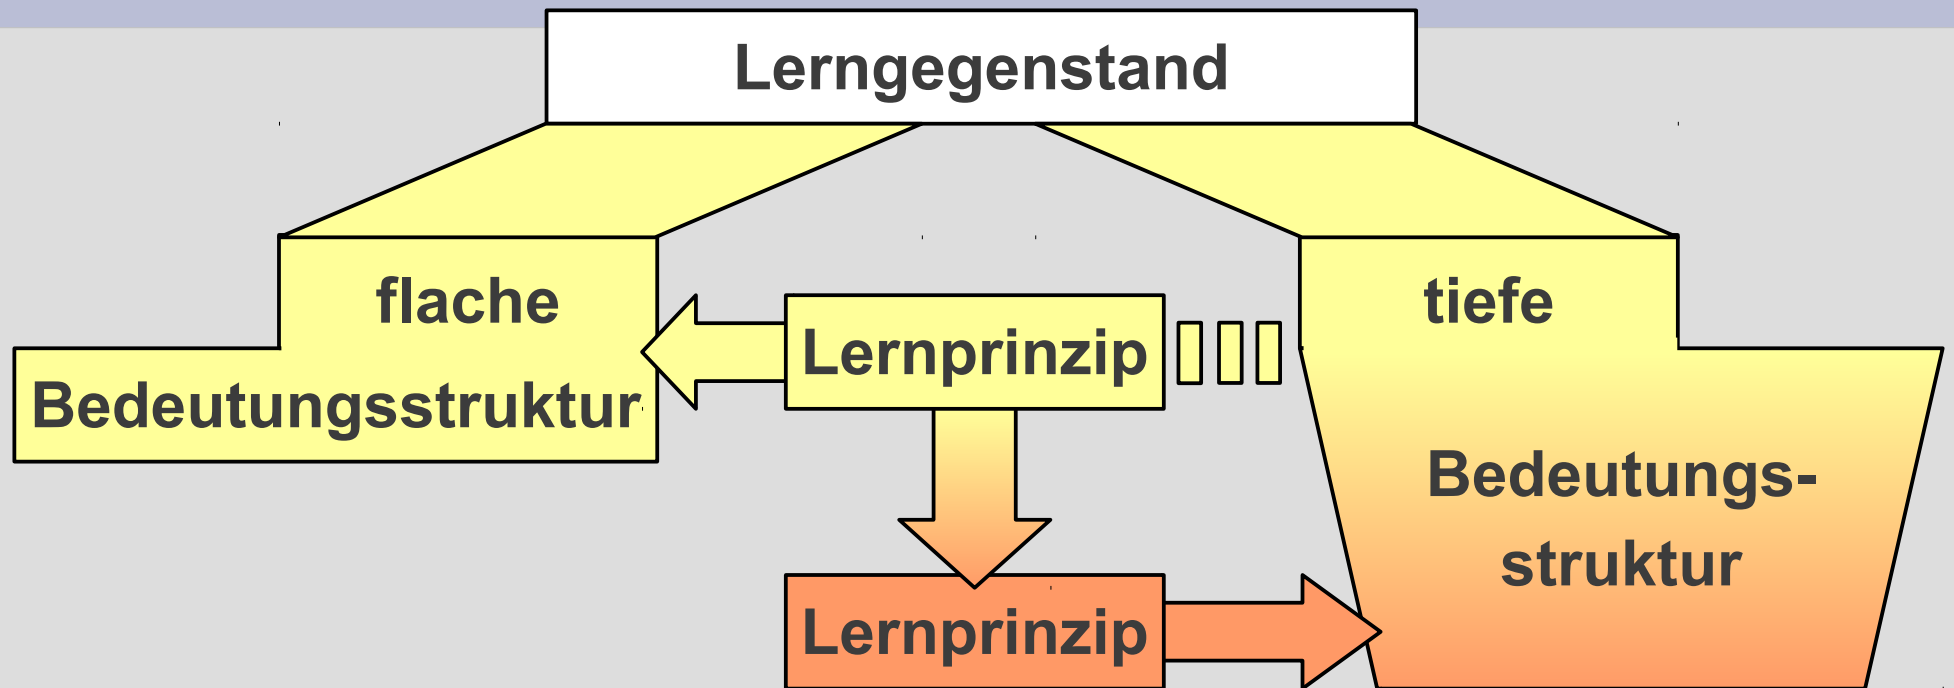 Lerngegenstand
flache
Bedeutungsstruktur
Lernprinzip
tiefe
Bedeutungs-
struktur
Lernprinzip